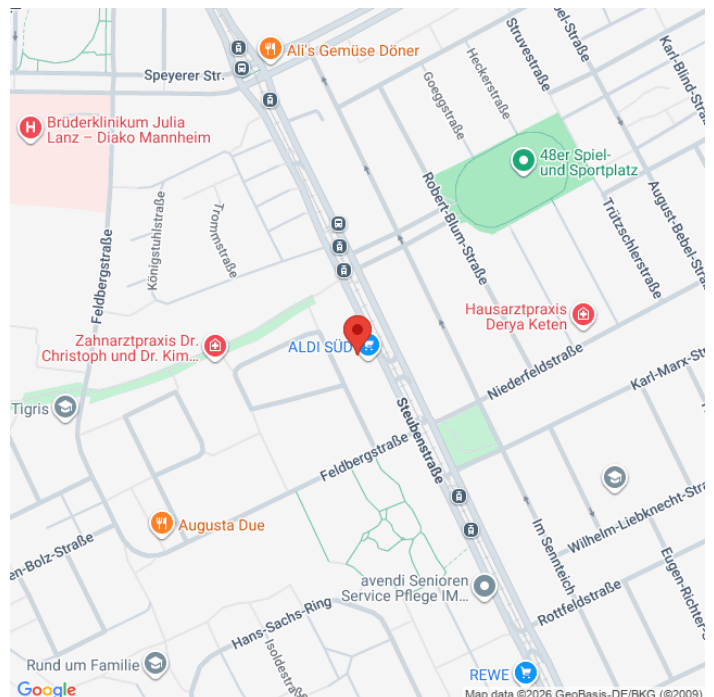 Ali's Gemüse Döner
Speyerer Str.
Brüderklinikum Julia
Lanz – Diako Mannheim
Königstuhlstraße
Trommstraße
Feldbergstraße
Goeggstraße
Heckerstraße
Struvestraße
-Bebel-Straße
Karl-Blind-Straße
48er Spiel-
und Sportplatz
Robert-Blum-Straße
Trützschlerstraße
August-Bebel-Straße
Hausarztpraxis
Derya Keten
Zahnarztpraxis Dr.
Christoph und Dr. Kim...
ALDI SÜD
Niederfeldstraße
Karl-Marx-Straße
Tigris
Steubenstraße
Feldbergstraße
Augusta Due
en-Bolz-Straße
Im Sennteich
Wilhelm-Liebknecht-Stra
avendi Senioren
Service Pflege IM...
Rottfeldstraße
Eugen-Richter-S
Hans-Sachs-Ring
Isoldestraße
Rund um Familie
REWE
Google
Map data ©2026 GeoBasis-DE/BKG (©2009)